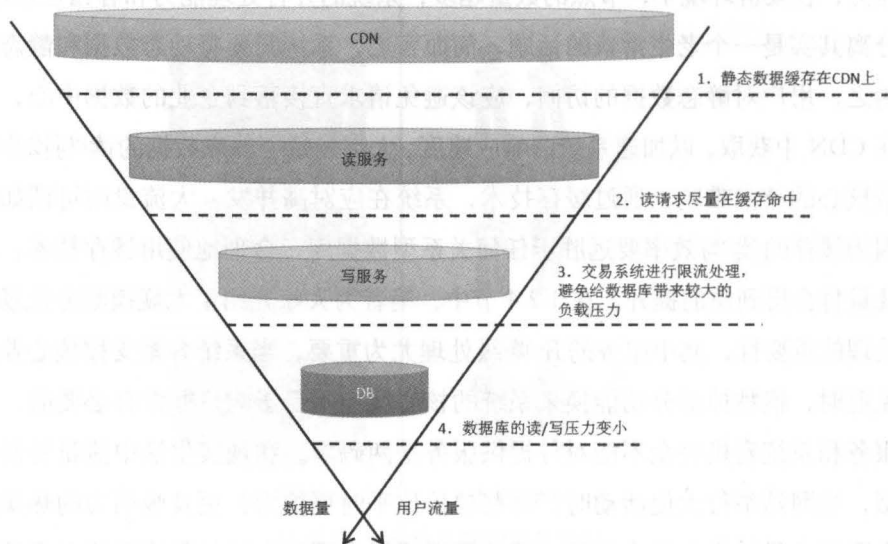 CDN
1. 静态数据缓存在CDN上
读服务
2. 读请求尽量在缓存命中
写服务
3. 交易系统进行限流处理，
避免给数据库带来较大的
负载压力
DB
4. 数据库的读/写压力变小
数据量
用户流量